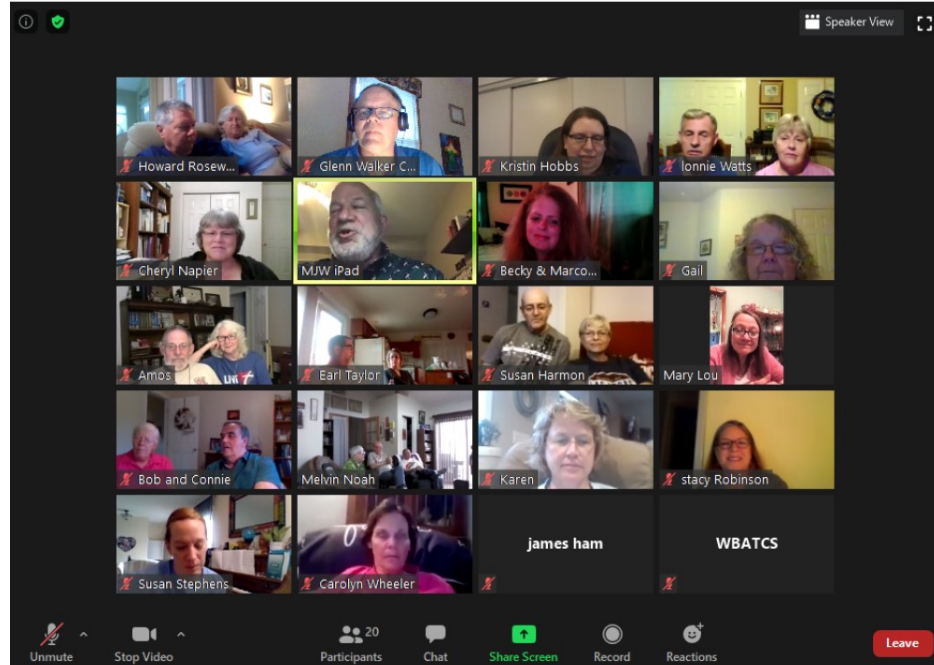 Speaker View
Howard Rosew...
Glenn Walker C...
Kristin Hobbs
lonnie Watts
Cheryl Napier
MJW iPad
Becky & Marco...
Gail
Amos
Earl Taylor
Susan Harmon
Mary Lou
Bob and Connie
Melvin Noah
Karen
stacy Robinson
Susan Stephens
Carolyn Wheeler
james ham
WBATCS
Unmute
Stop Video
20
Participants
Chat
Share Screen
Record
Reactions
Leave